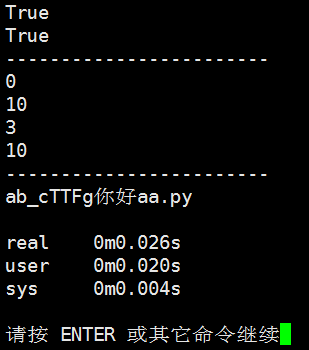 True
True
------------------------
0
10
3
10
------------------------
ab_cTTFg你好aa.py
real    0m0.026s
user    0m0.020s
sys     0m0.004s
请按 ENTER 或其它命令继续